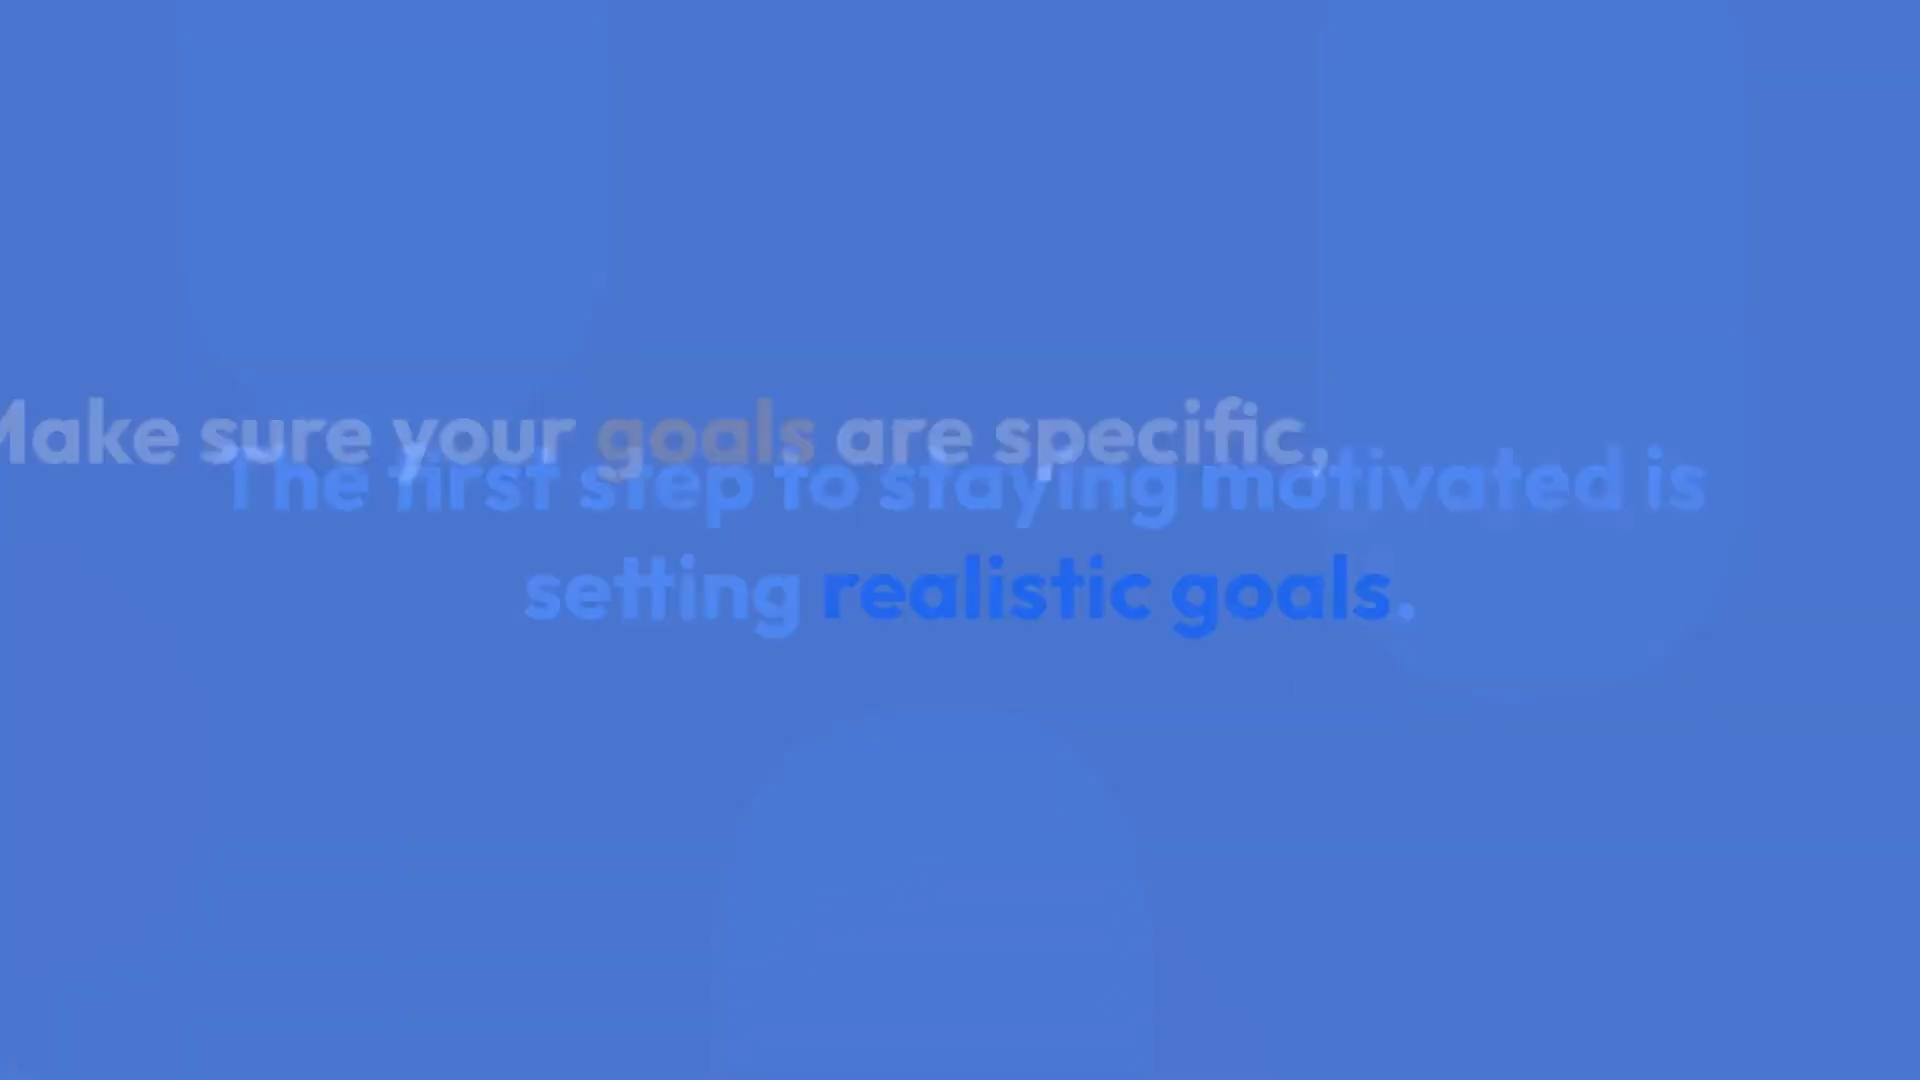 Make sure your goals are specific,
The first step to staying motivated is
setting realistic goals.